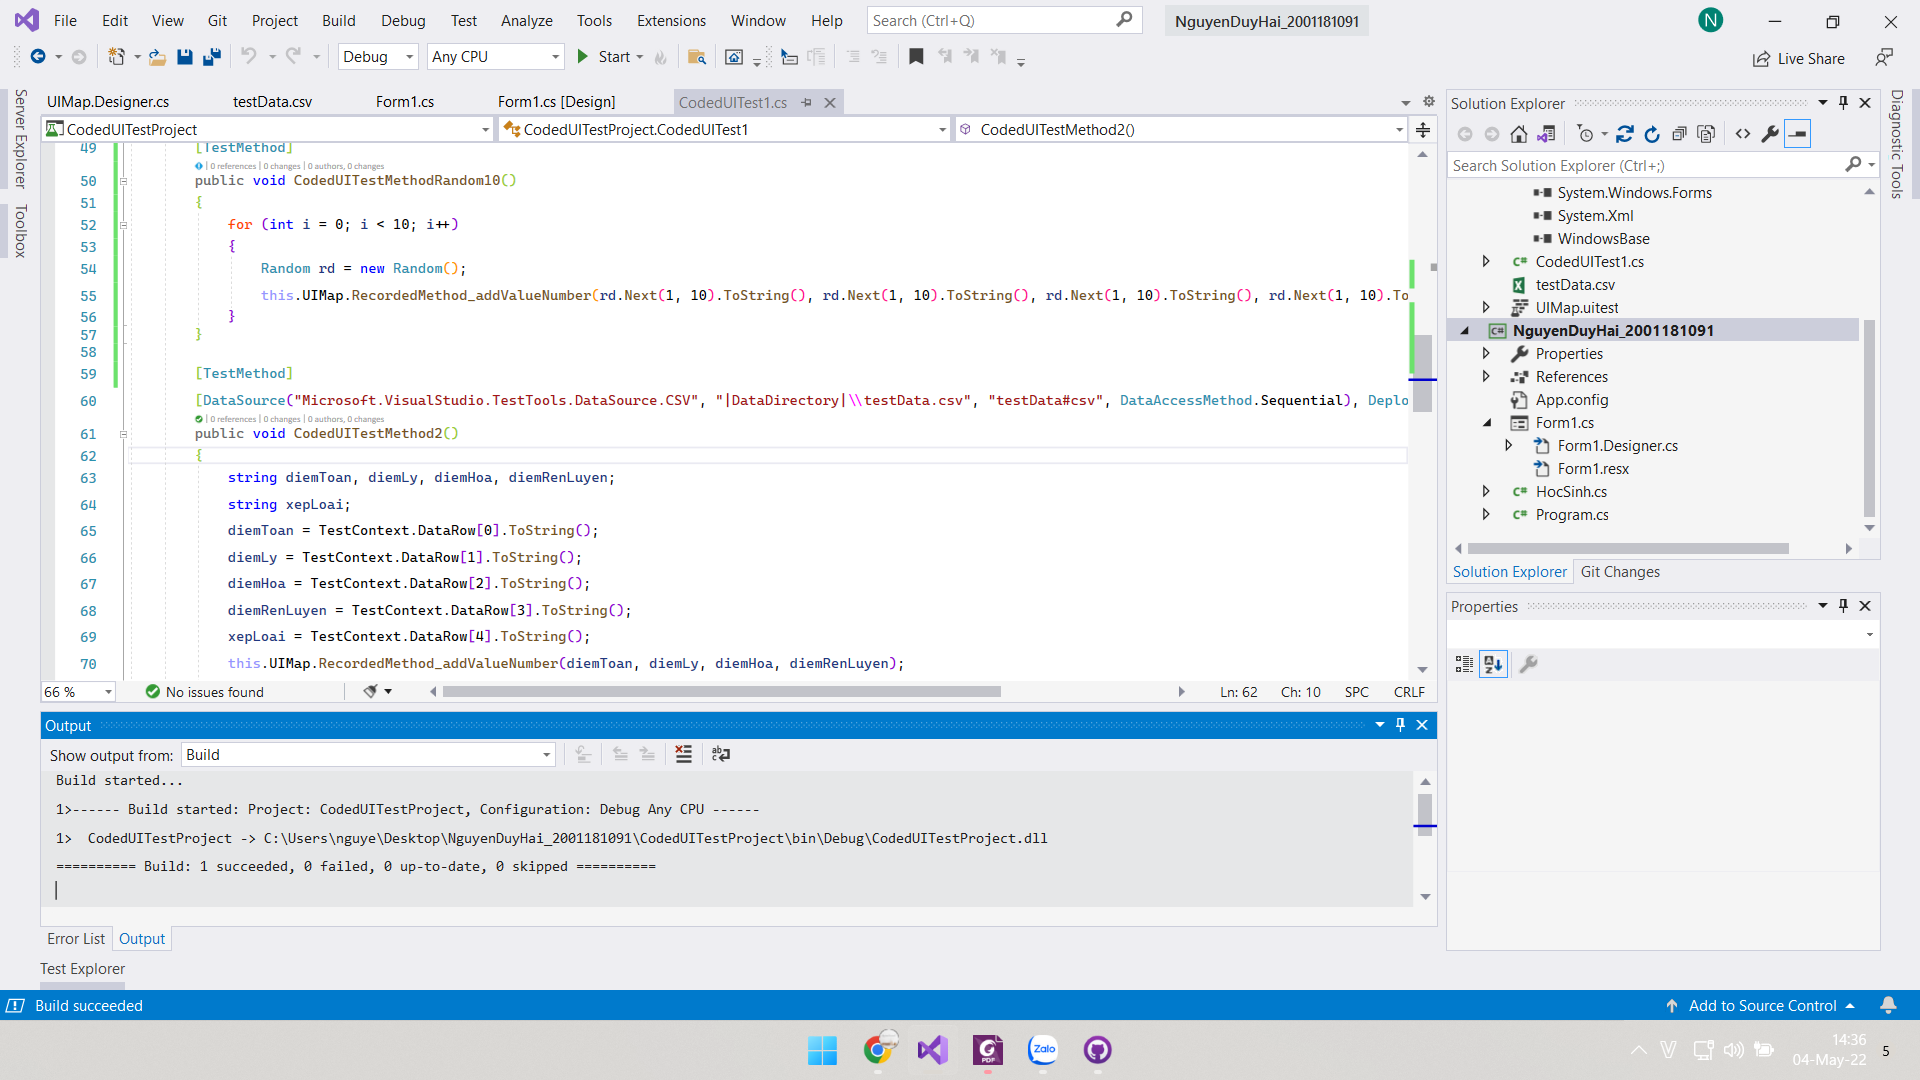 File Edit View Git Project Build Debug Test Analyze Tools Extensions Window Help Search (Ctrl+Q) NguyenDuyHai_2001181091 N
Debug Any CPU Start Live Share
UIMap.Designer.cs testData.csv Form1.cs Form1.cs [Design] CodedUITest1.cs
CodedUITestProject CodedUITestProject.CodedUITest1 CodedUITestMethod2()
Server Explorer
Toolbox
49 [TestMethod]
| 0 references | 0 changes | 0 authors, 0 changes
50 public void CodedUITestMethodRandom10()
51 {
52 for (int i = 0; i < 10; i++)
53 {
54 Random rd = new Random();
55 this.UIMap.RecordedMethod_addValueNumber(rd.Next(1, 10).ToString(), rd.Next(1, 10).ToString(), rd.Next(1, 10).ToString(), rd.Next(1, 10).To
56 }
57 }
58
59 [TestMethod]
60 [DataSource("Microsoft.VisualStudio.TestTools.DataSource.CSV", "|DataDirectory|\\testData.csv", "testData#csv", DataAccessMethod.Sequential), Deplo
| 0 references | 0 changes | 0 authors, 0 changes
61 public void CodedUITestMethod2()
62 {
63 string diemToan, diemLy, diemHoa, diemRenLuyen;
64 string xepLoai;
65 diemToan = TestContext.DataRow[0].ToString();
66 diemLy = TestContext.DataRow[1].ToString();
67 diemHoa = TestContext.DataRow[2].ToString();
68 diemRenLuyen = TestContext.DataRow[3].ToString();
69 xepLoai = TestContext.DataRow[4].ToString();
70 this.UIMap.RecordedMethod_addValueNumber(diemToan, diemLy, diemHoa, diemRenLuyen);
66 % No issues found Ln: 62 Ch: 10 SPC CRLF
Output
Show output from: Build
Build started...
1>------ Build started: Project: CodedUITestProject, Configuration: Debug Any CPU ------
1>  CodedUITestProject -> C:\Users\nguye\Desktop\NguyenDuyHai_2001181091\CodedUITestProject\bin\Debug\CodedUITestProject.dll
========== Build: 1 succeeded, 0 failed, 0 up-to-date, 0 skipped ==========
Error List Output
Test Explorer
Solution Explorer
Search Solution Explorer (Ctrl+;)
System.Windows.Forms
System.Xml
WindowsBase
C# CodedUITest1.cs
testData.csv
UIMap.uitest
C# NguyenDuyHai_2001181091
Properties
References
App.config
Form1.cs
Form1.Designer.cs
Form1.resx
C# HocSinh.cs
C# Program.cs
Solution Explorer Git Changes
Properties
Diagnostic Tools
Build succeeded Add to Source Control
PDF Zalo V 14:36
04-May-22 5